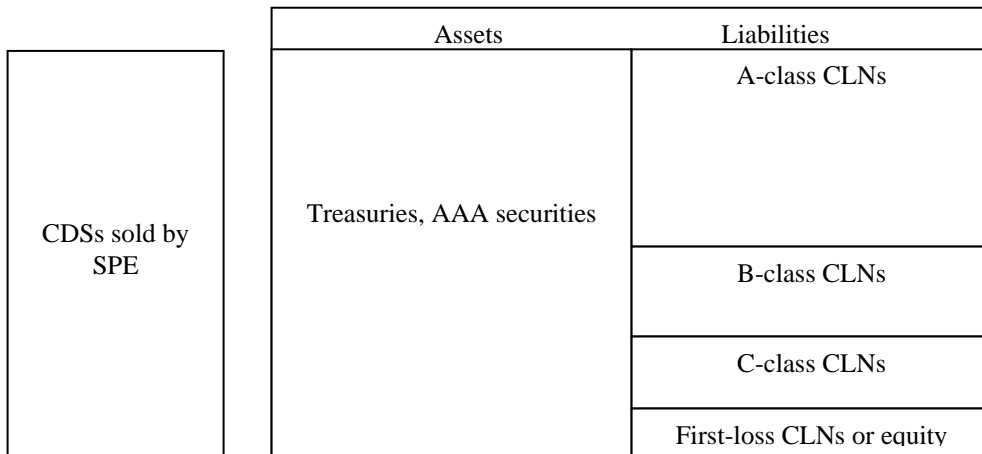 Assets Liabilities
A-class CLNs
Treasuries, AAA securities
CDSs sold by
SPE
B-class CLNs
C-class CLNs
First-loss CLNs or equity